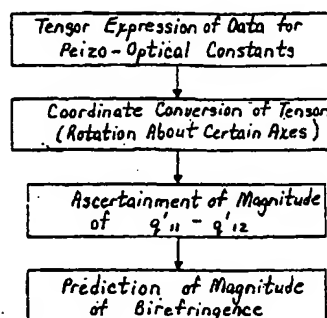 Tensor Expression of Data for
Peizo-Optical Constants
Coordinate Conversion of Tensor
(Rotation About Certain Axes)
Ascertainment of Magnitude
of q'₁₁ - q'₁₂
Prediction of Magnitude
of Birefringence